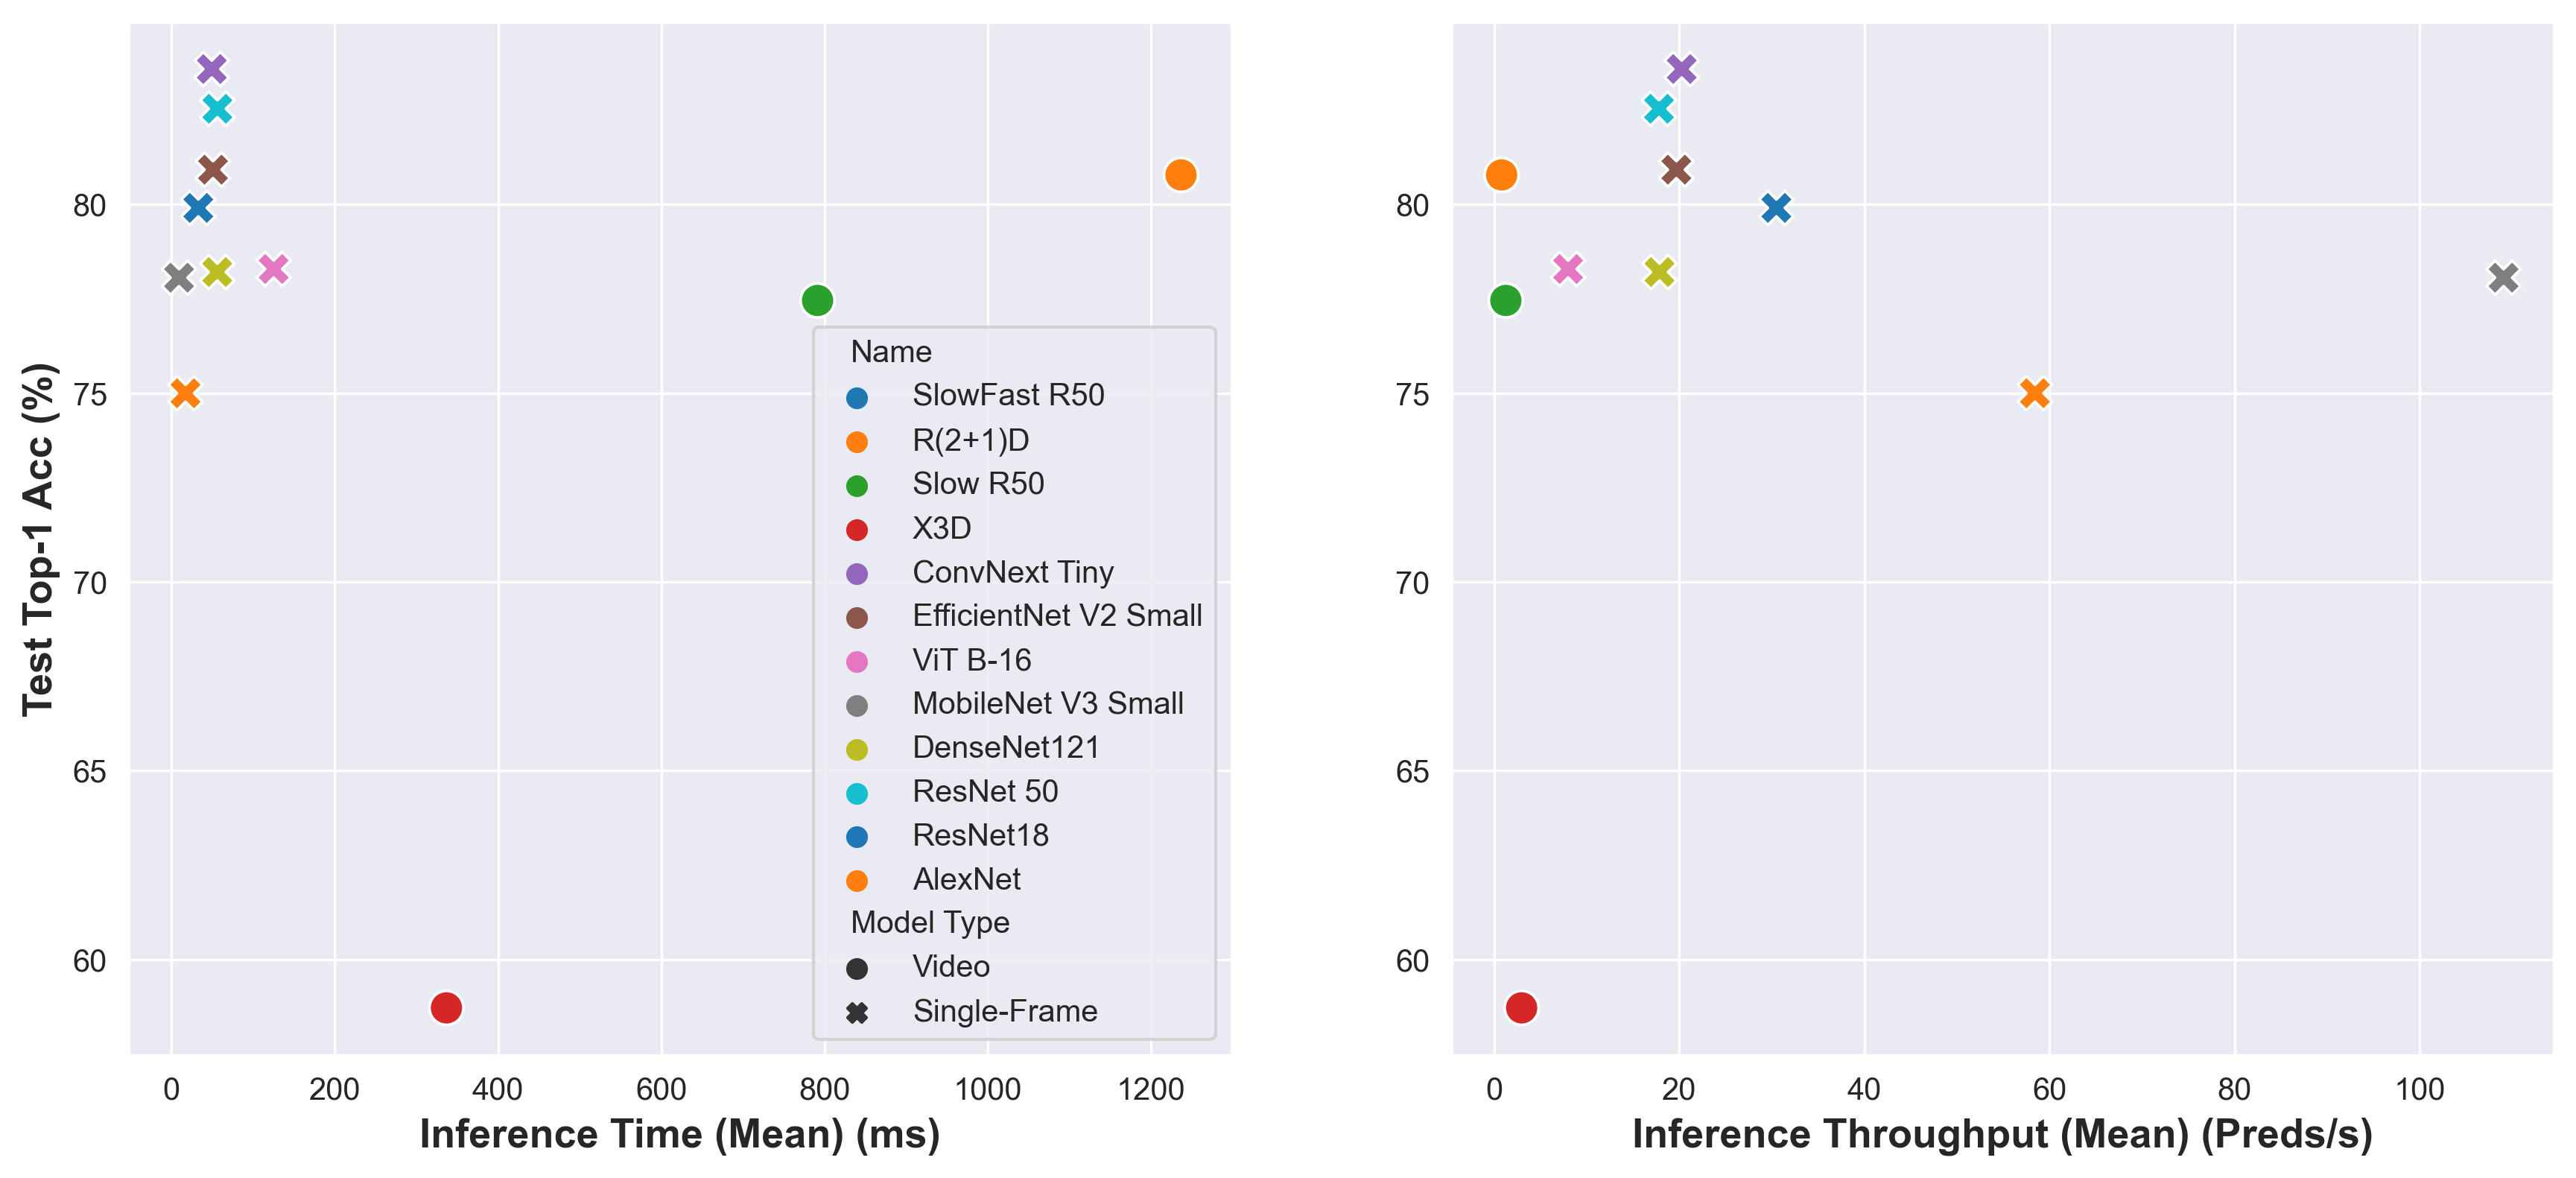 Test Top-1 Acc (%)
80
75
70
65
60
0 200 400 600 800 1000 1200
Inference Time (Mean) (ms)
Name
SlowFast R50
R(2+1)D
Slow R50
X3D
ConvNext Tiny
EfficientNet V2 Small
ViT B-16
MobileNet V3 Small
DenseNet121
ResNet 50
ResNet18
AlexNet
Model Type
Video
Single-Frame
80
75
70
65
60
0 20 40 60 80 100
Inference Throughput (Mean) (Preds/s)